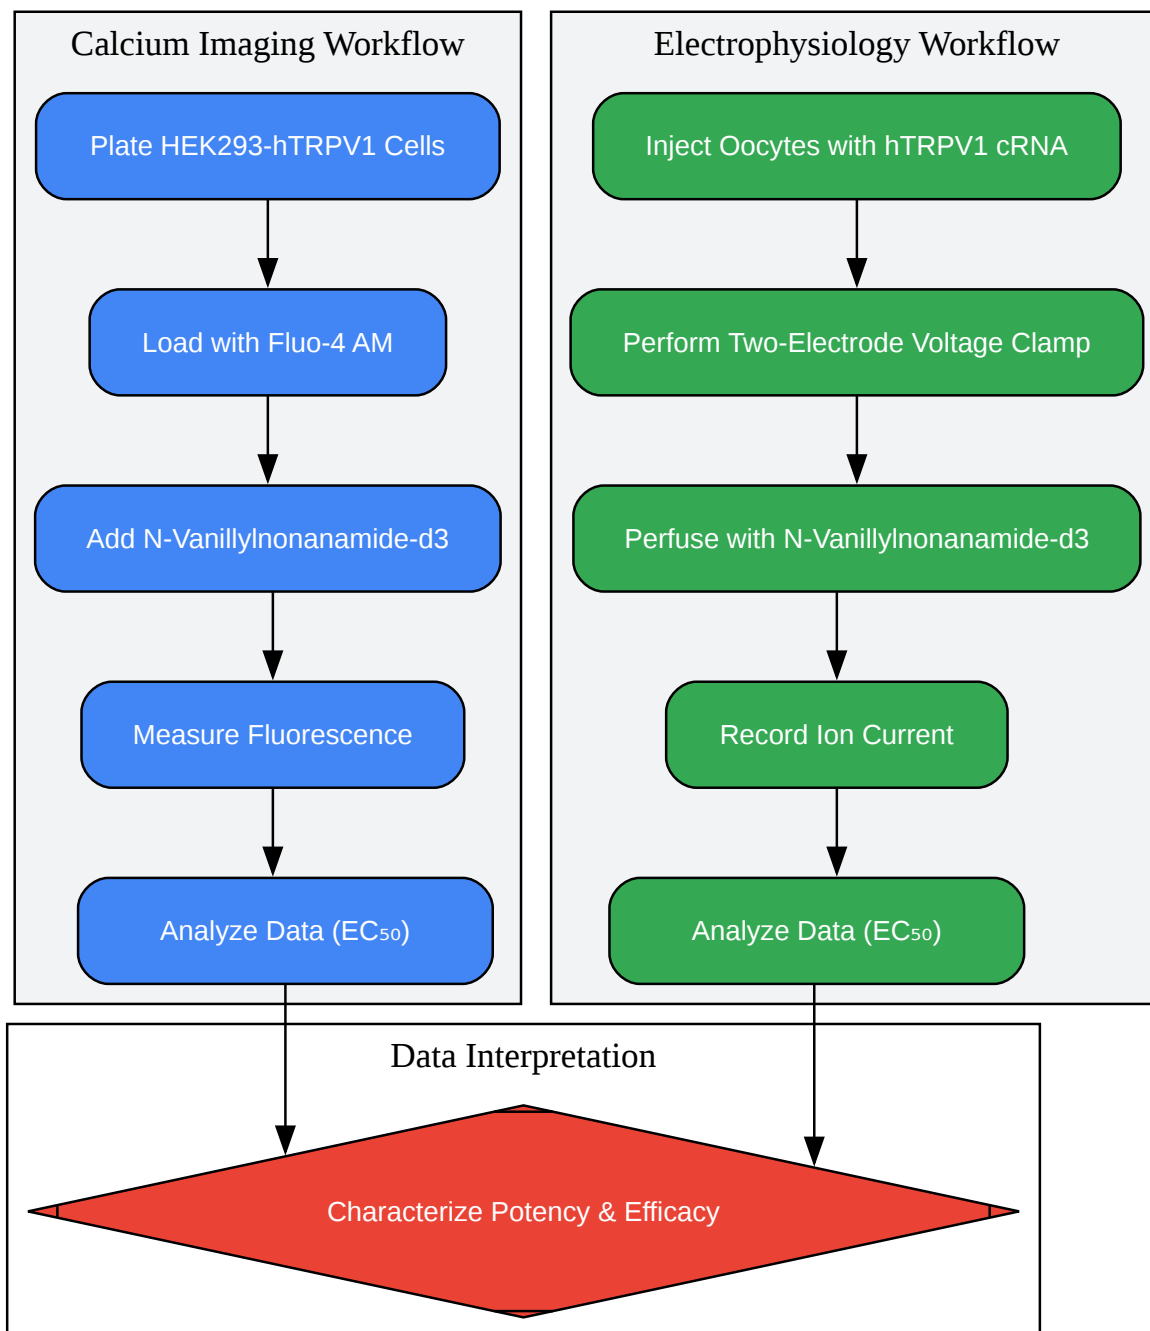 Calcium Imaging Workflow
Plate HEK293-hTRPV1 Cells
Load with Fluo-4 AM
Add N-Vanillylnonanamide-d3
Measure Fluorescence
Analyze Data (EC₅₀)
Electrophysiology Workflow
Inject Oocytes with hTRPV1 cRNA
Perform Two-Electrode Voltage Clamp
Perfuse with N-Vanillylnonanamide-d3
Record Ion Current
Analyze Data (EC₅₀)
Data Interpretation
Characterize Potency & Efficacy